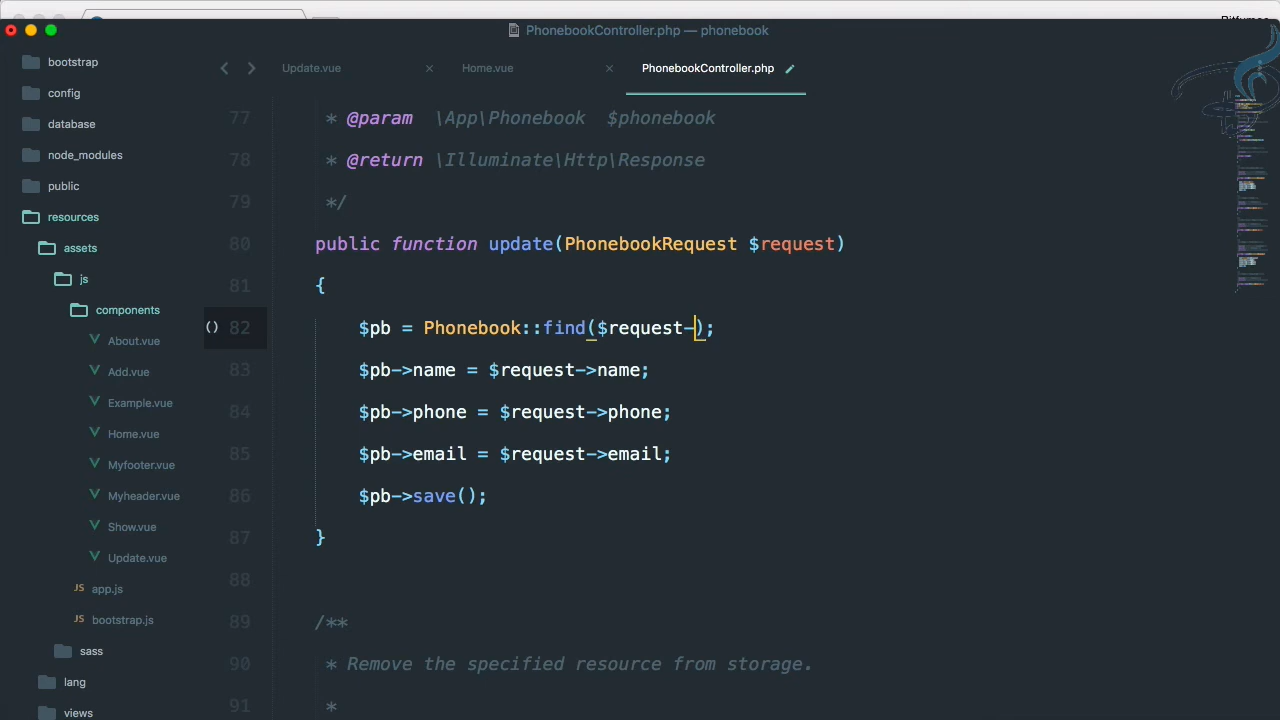 PhonebookController.php — phonebook
bootstrap
config
database
node_modules
public
resources
assets
js
components
About.vue
Add.vue
Example.vue
Home.vue
Myfooter.vue
Myheader.vue
Show.vue
Update.vue
JS app.js
JS bootstrap.js
sass
lang
views
Update.vue × Home.vue × PhonebookController.php
77 * @param \App\Phonebook $phonebook
78 * @return \Illuminate\Http\Response
79 */
80 public function update(PhonebookRequest $request)
81 {
() 82 $pb = Phonebook::find($request-);
83 $pb->name = $request->name;
84 $pb->phone = $request->phone;
85 $pb->email = $request->email;
86 $pb->save();
87 }
88
89 /**
90 * Remove the specified resource from storage.
91 *